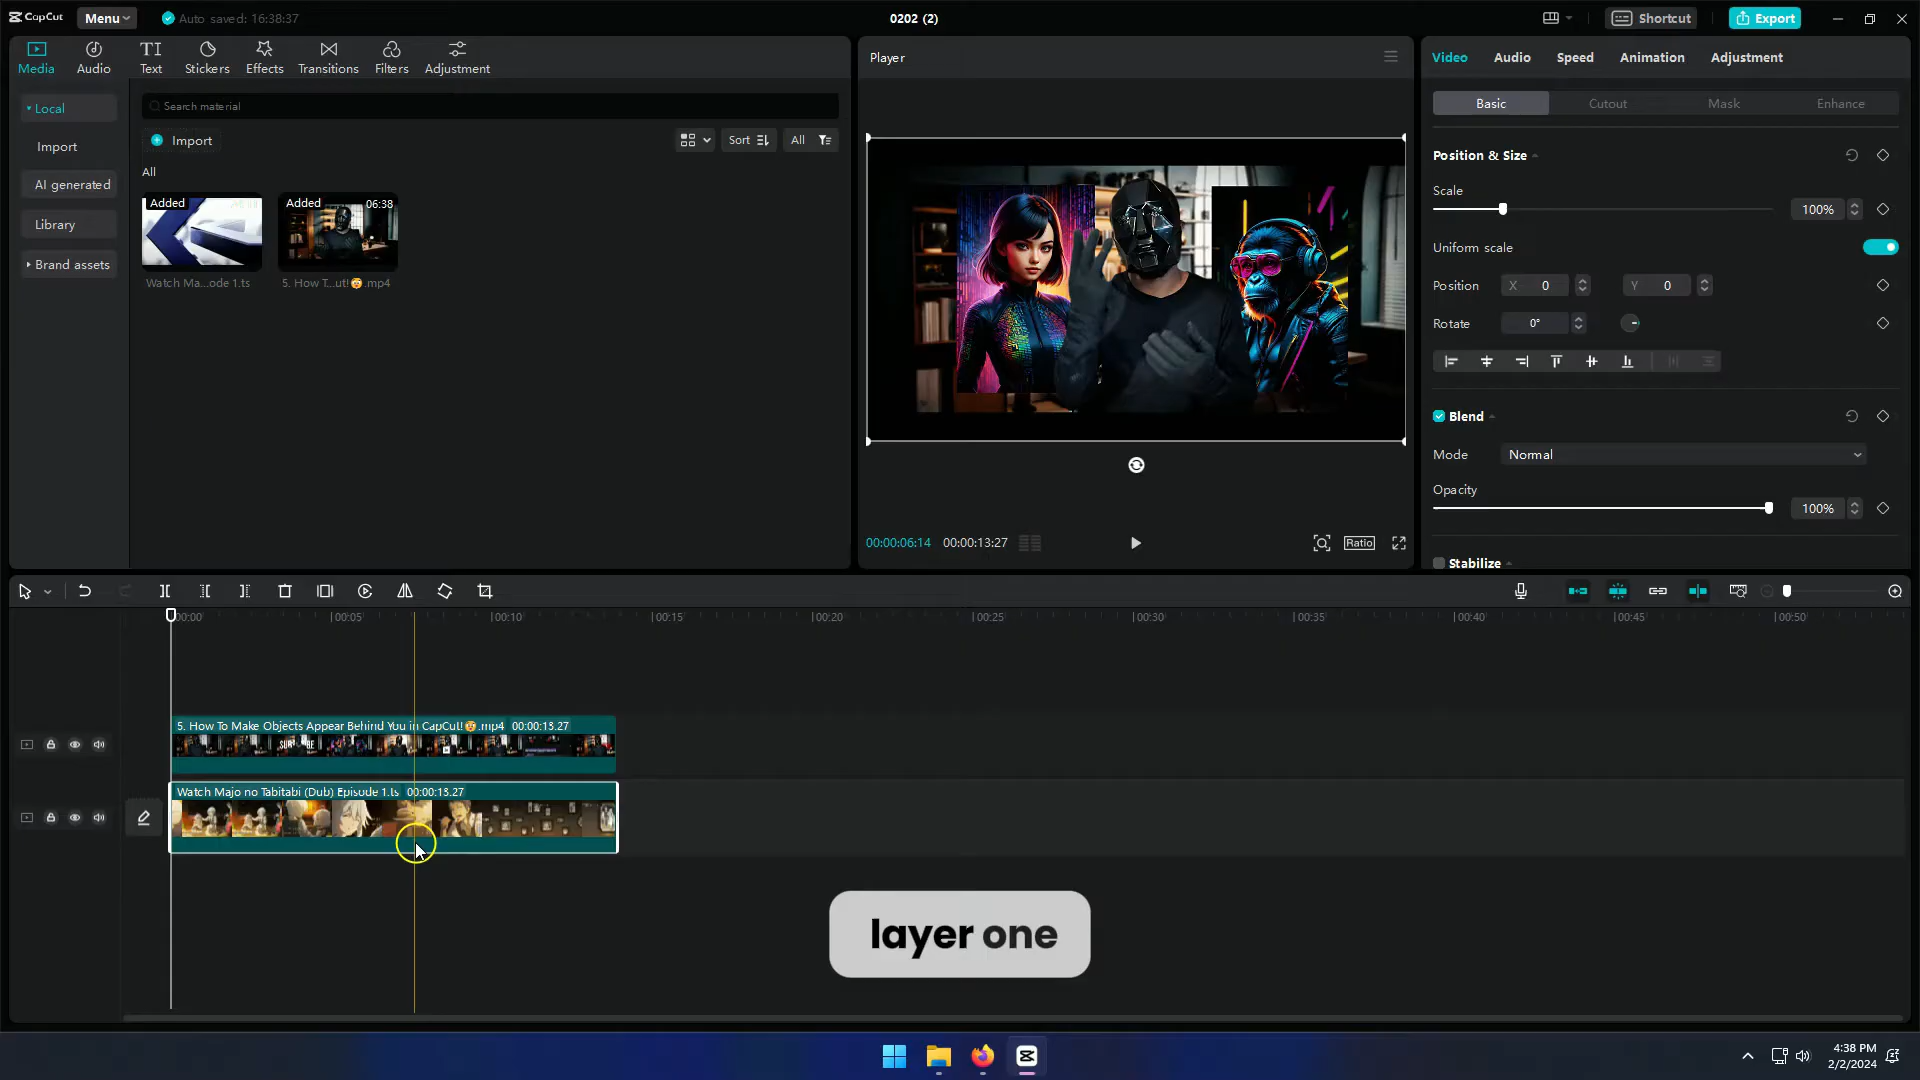 CapCut
Menu
Auto saved: 16:38:37
0202 (2)
Shortcut
Export
Media
Audio
Text
Stickers
Effects
Transitions
Filters
Adjustment
Local
Import
AI generated
Library
Brand assets
Search material
Import
Sort
All
All
Added
Added
06:38
Watch Ma...ode 1.ts
5. How T...ut!🤯.mp4
Player
00:00:06:14
00:00:13:27
Ratio
Video
Audio
Speed
Animation
Adjustment
Basic
Cutout
Mask
Enhance
Position & Size
Scale
100%
Uniform scale
Position
X
0
Y
0
Rotate
0°
Blend
Mode
Normal
Opacity
100%
Stabilize
00:00
00:05
00:10
00:15
00:20
00:25
00:30
00:35
00:40
00:45
00:50
5. How To Make Objects Appear Behind You in CapCut!🤯.mp4 00:00:13:27
Watch Majo no Tabitabi (Dub) Episode 1.ts 00:00:13:27
layer one
4:38 PM
2/2/2024